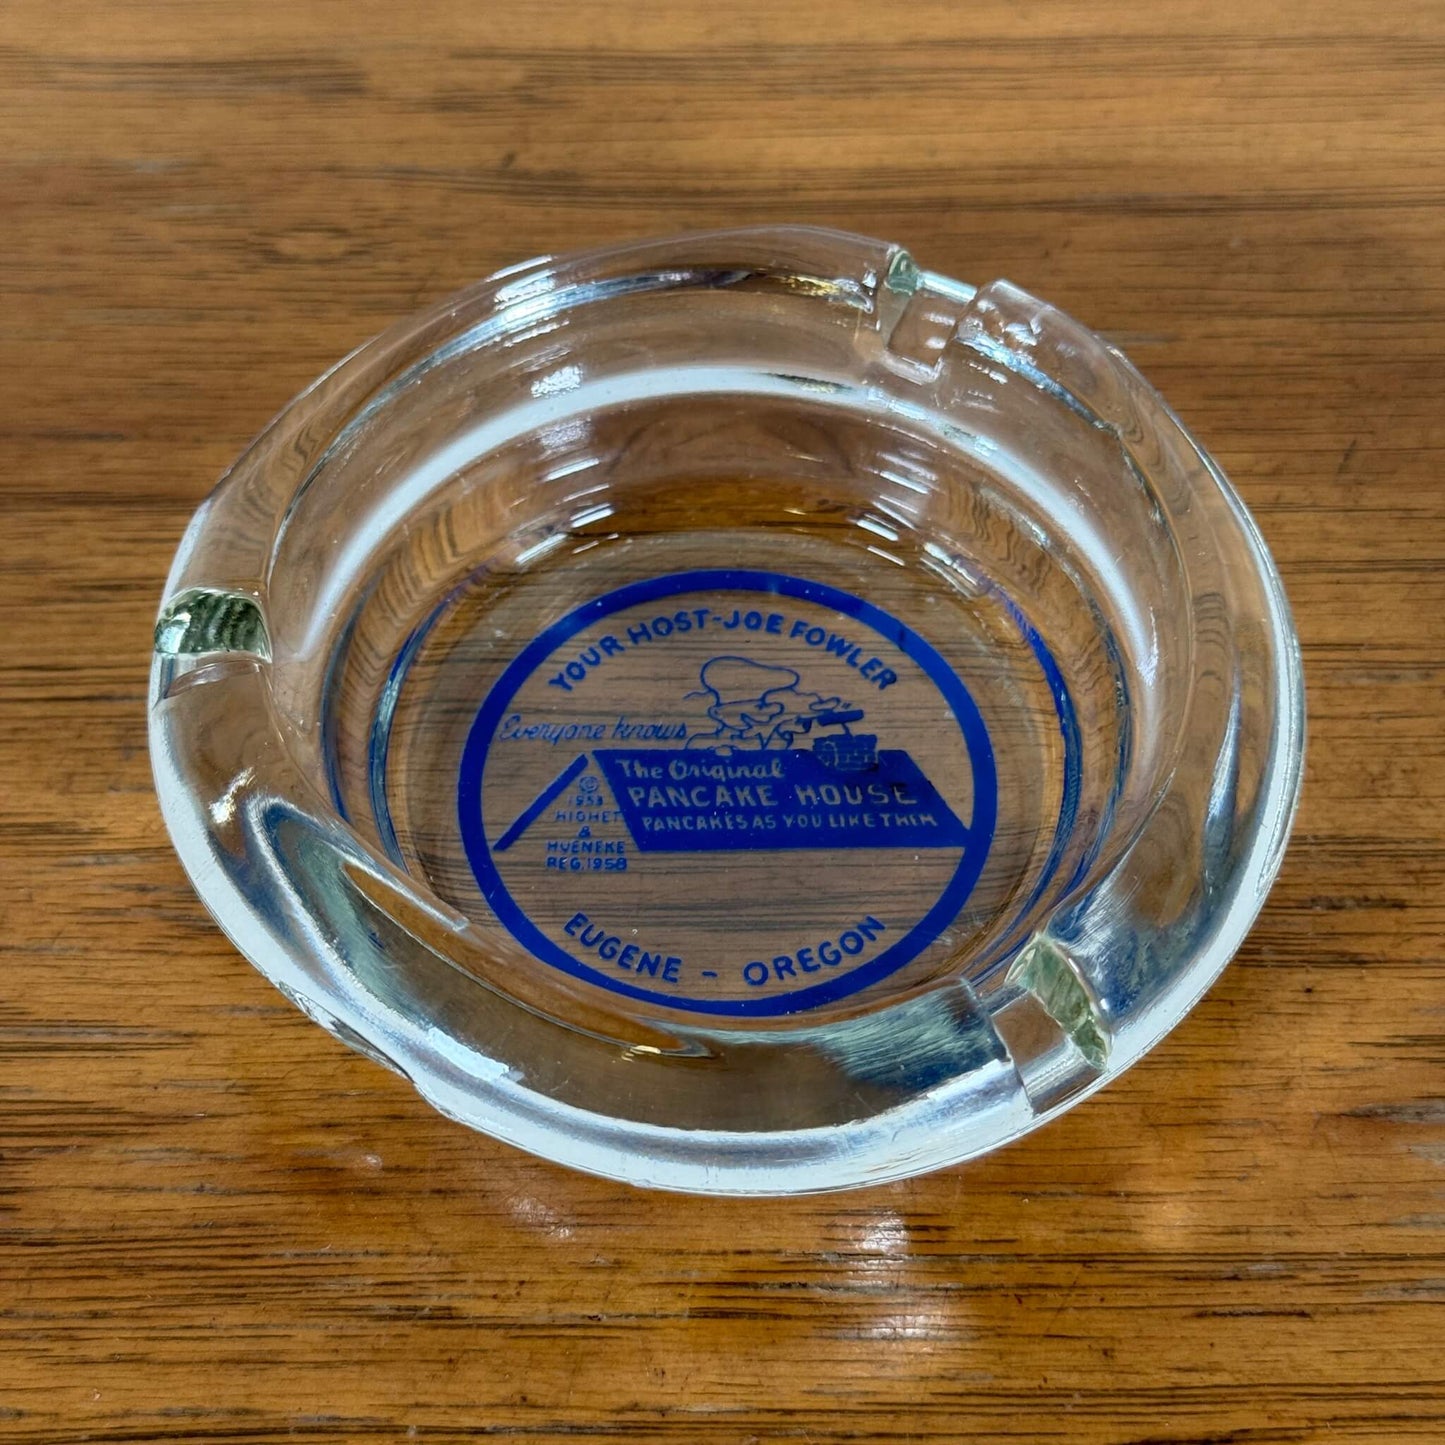 YOUR HOST-JOE FOWLER
Everyone knows
The Original
PANCAKE HOUSE
PANCAKES AS YOU LIKE THEM
© 1953
HIGHET
&
HUENEKE
REG. 1958
EUGENE - OREGON